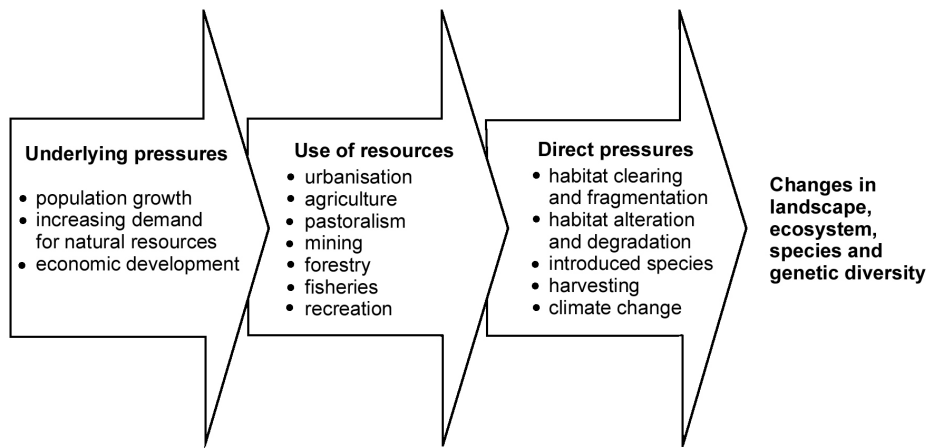 Underlying pressures
• population growth
• increasing demand
for natural resources
• economic development
Use of resources
• urbanisation
• agriculture
• pastoralism
• mining
• forestry
• fisheries
• recreation
Direct pressures
• habitat clearing
and fragmentation
• habitat alteration
and degradation
• introduced species
• harvesting
• climate change
Changes in
landscape,
ecosystem,
species and
genetic diversity